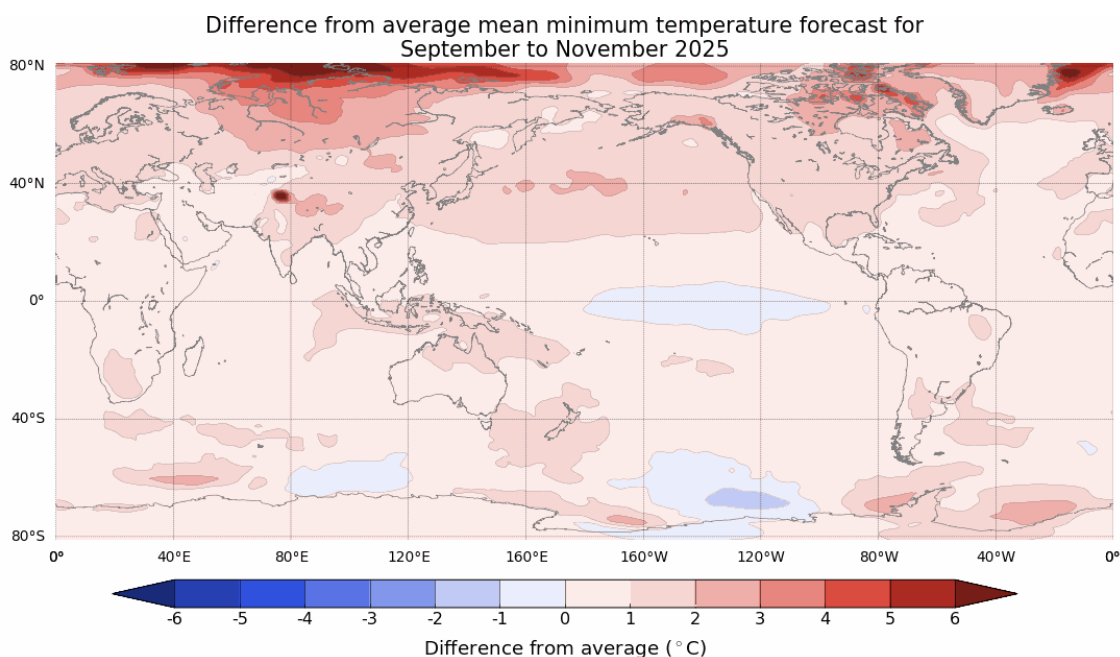 Difference from average mean minimum temperature forecast for
September to November 2025
80°N
40°N
0°
40°S
80°S
0° 40°E 80°E 120°E 160°E 160°W 120°W 80°W 40°W 0°
-6 -5 -4 -3 -2 -1 0 1 2 3 4 5 6
Difference from average (°C)